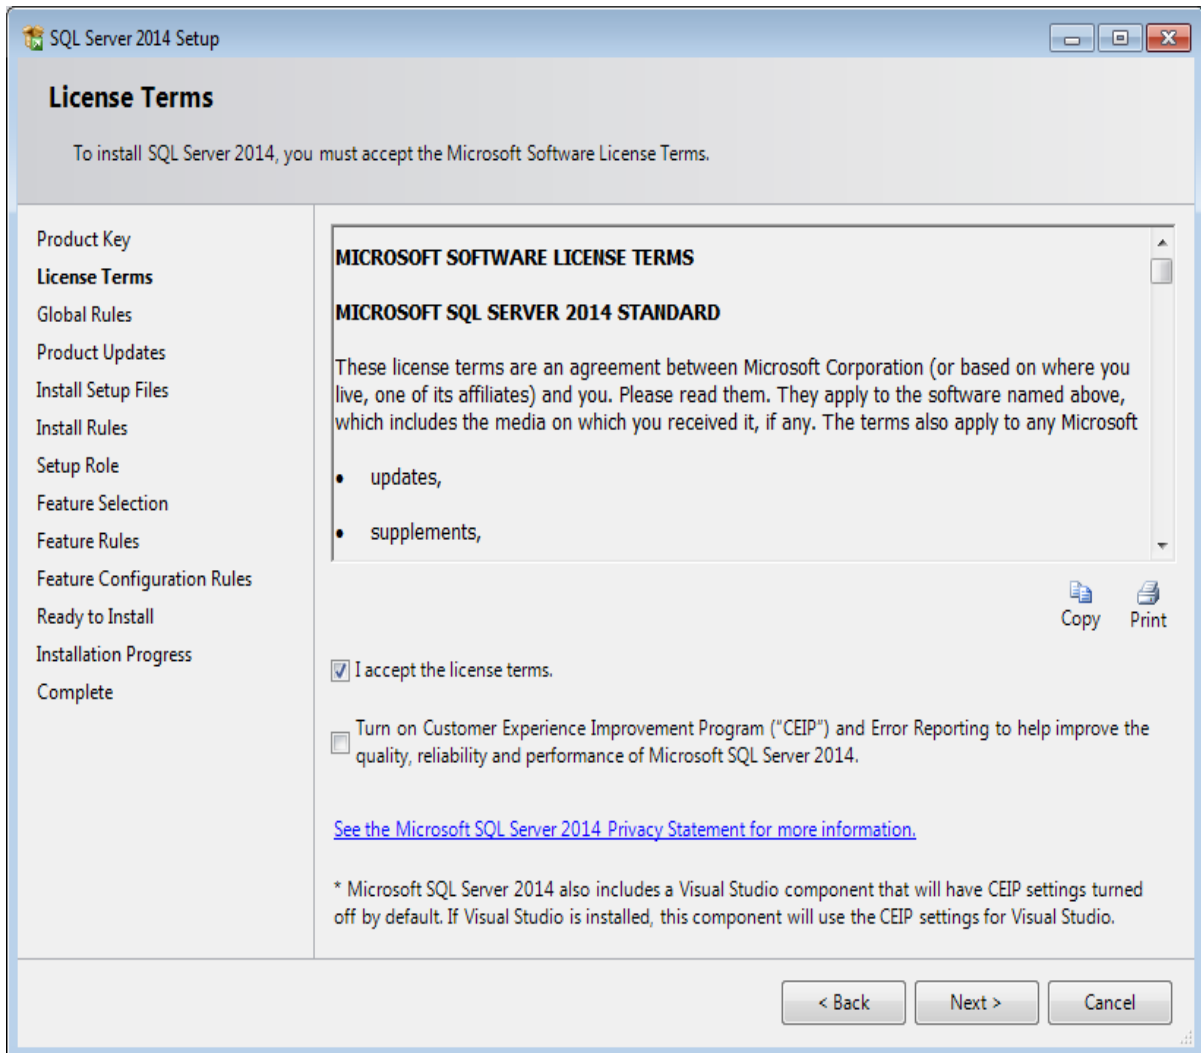 SQL Server 2014 Setup
License Terms
To install SQL Server 2014, you must accept the Microsoft Software License Terms.
Product Key
License Terms
Global Rules
Product Updates
Install Setup Files
Install Rules
Setup Role
Feature Selection
Feature Rules
Feature Configuration Rules
Ready to Install
Installation Progress
Complete
MICROSOFT SOFTWARE LICENSE TERMS
MICROSOFT SQL SERVER 2014 STANDARD
These license terms are an agreement between Microsoft Corporation (or based on where you
live, one of its affiliates) and you. Please read them. They apply to the software named above,
which includes the media on which you received it, if any. The terms also apply to any Microsoft
• updates,
• supplements,
Copy Print
I accept the license terms.
Turn on Customer Experience Improvement Program ("CEIP") and Error Reporting to help improve the
quality, reliability and performance of Microsoft SQL Server 2014.
See the Microsoft SQL Server 2014 Privacy Statement for more information.
* Microsoft SQL Server 2014 also includes a Visual Studio component that will have CEIP settings turned
off by default. If Visual Studio is installed, this component will use the CEIP settings for Visual Studio.
< Back Next > Cancel